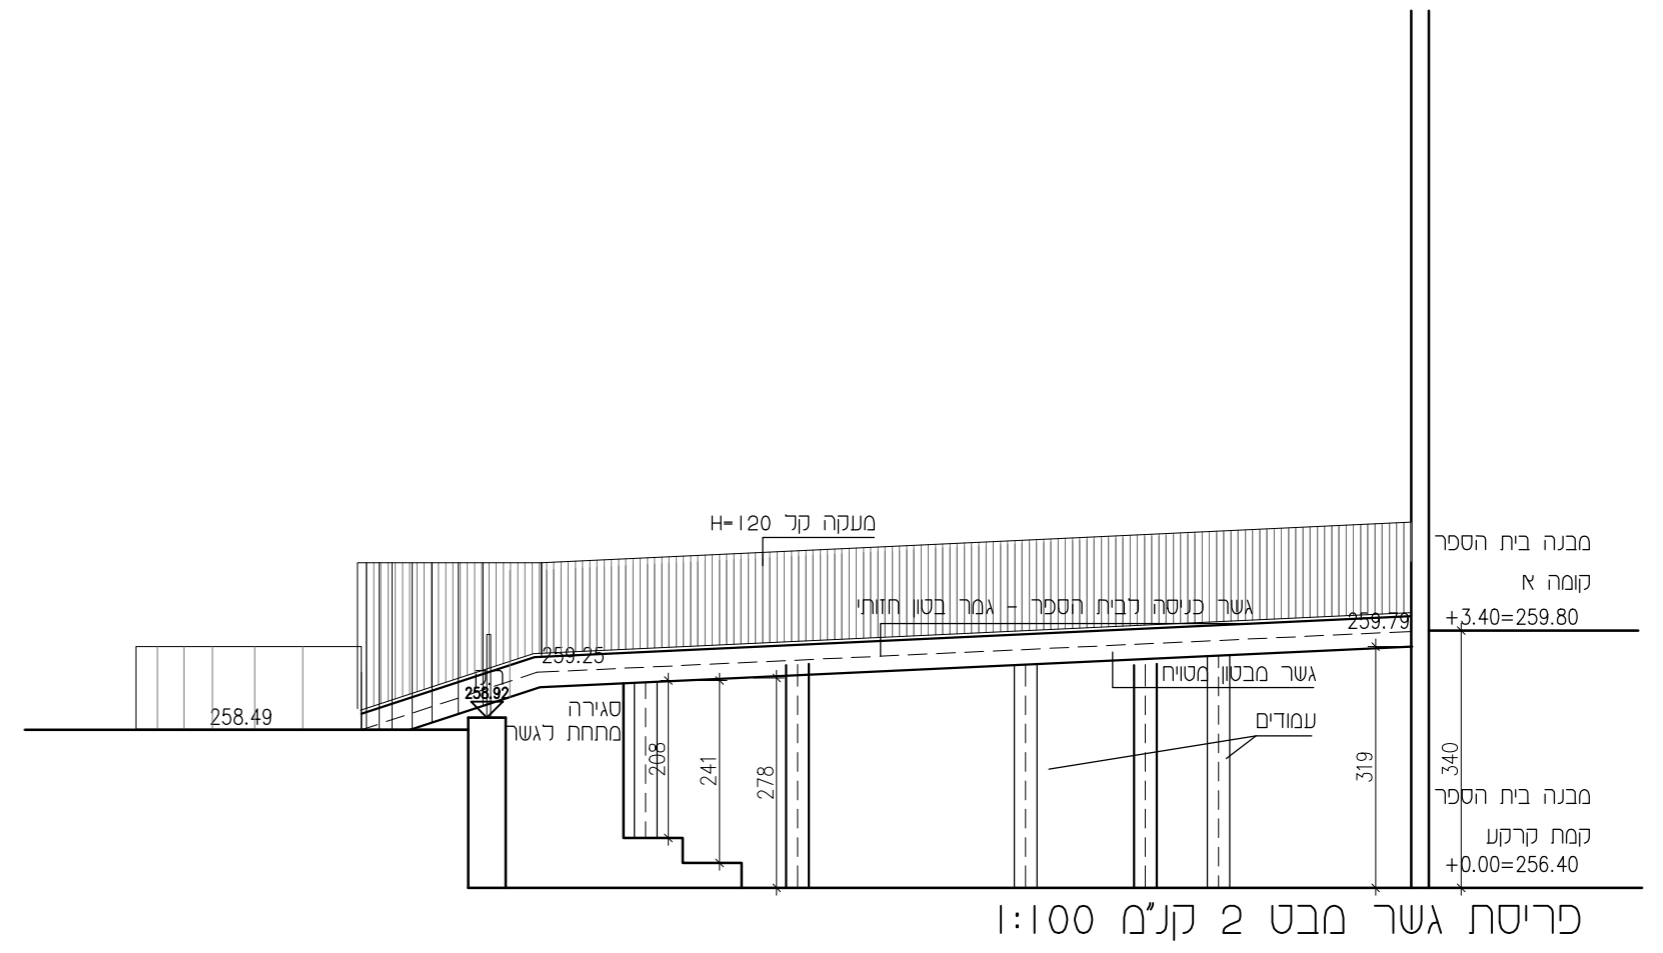 מעקה קל H=120
מבנה בית הספר
קומה א
+3.40=259.80
גשר כניסה לבית הספר - גמר בטון חזותי
259.79
259.25
גשר מבטון מטויח
258.92
258.49
סגירה
מתחת לגשר
עמודים
208
241
278
319
340
מבנה בית הספר
קמת קרקע
+0.00=256.40
פריסת גשר מבט 2 קנ"מ 1:100